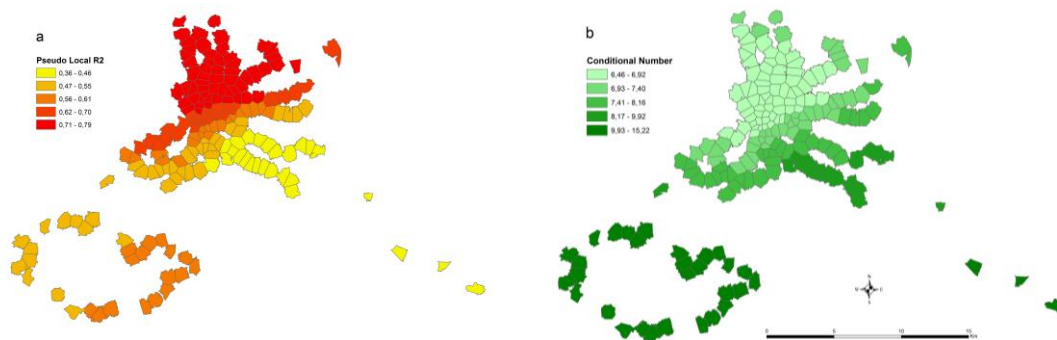 a
Pseudo Local R2
0,36 - 0,46
0,47 - 0,55
0,56 - 0,61
0,62 - 0,70
0,71 - 0,79
b
Conditional Number
6,46 - 6,92
6,93 - 7,40
7,41 - 8,16
8,17 - 9,92
9,93 - 15,22
N
S
0 5 10 15
Km